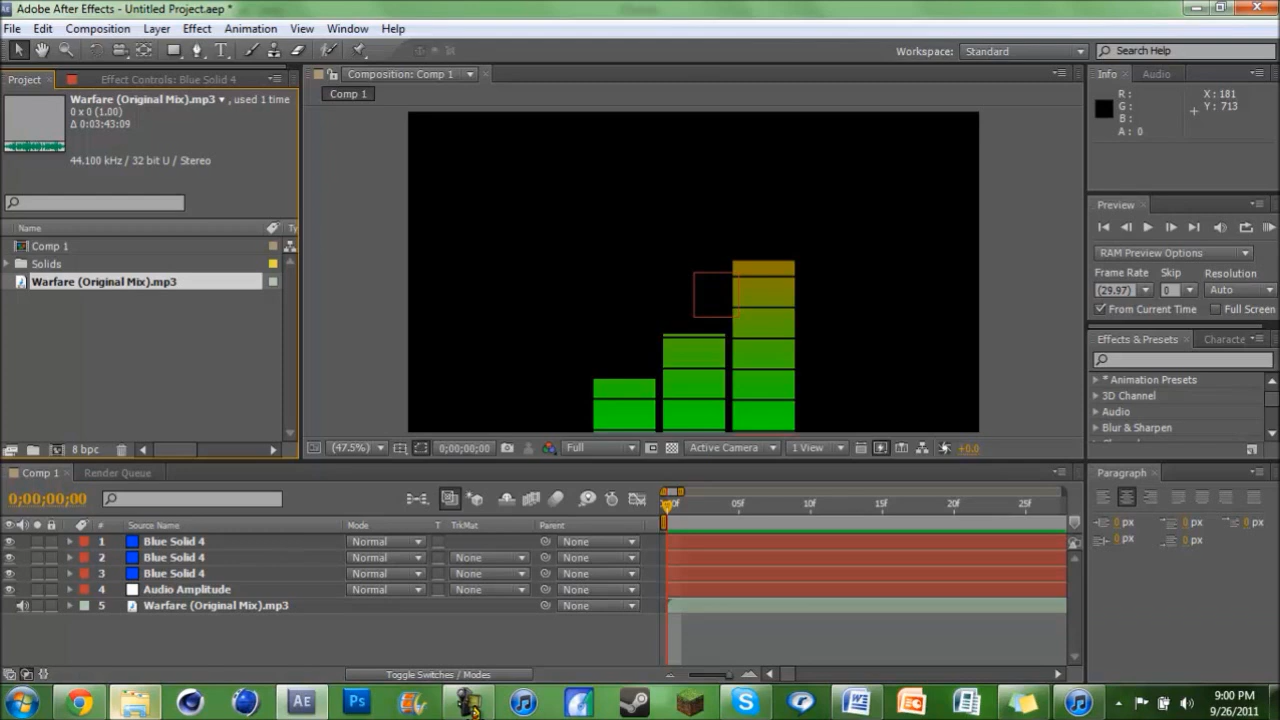 Adobe After Effects - Untitled Project.aep *
File Edit Composition Layer Effect Animation View Window Help
Workspace: Standard Search Help
Project Effect Controls: Blue Solid 4
Composition: Comp 1
Info Audio
Warfare (Original Mix).mp3 ▾ , used 1 time
0 x 0 (1.00)
Δ 0:03:43:09
44.100 kHz / 32 bit U / Stereo
Comp 1
R :
G :
B :
A : 0
X : 181
Y : 713
Name Ty
Comp 1
Solids
Warfare (Original Mix).mp3
Preview
RAM Preview Options
Frame Rate Skip Resolution
(29.97) 0 Auto
From Current Time Full Screen
Effects & Presets Characte
* Animation Presets
3D Channel
Audio
Blur & Sharpen
8 bpc
(47.5%) 0;00;00;00 Full Active Camera 1 View +0.0
Comp 1 Render Queue
Paragraph
0;00;00;00
05f 10f 15f 20f 25f
0 px 0 px 0 px
0 px 0 px
# Source Name Mode T TrkMat Parent
1 Blue Solid 4 Normal None
2 Blue Solid 4 Normal None None
3 Blue Solid 4 Normal None None
4 Audio Amplitude Normal None None
5 Warfare (Original Mix).mp3 None
Toggle Switches / Modes
AE Ps
9:00 PM
9/26/2011